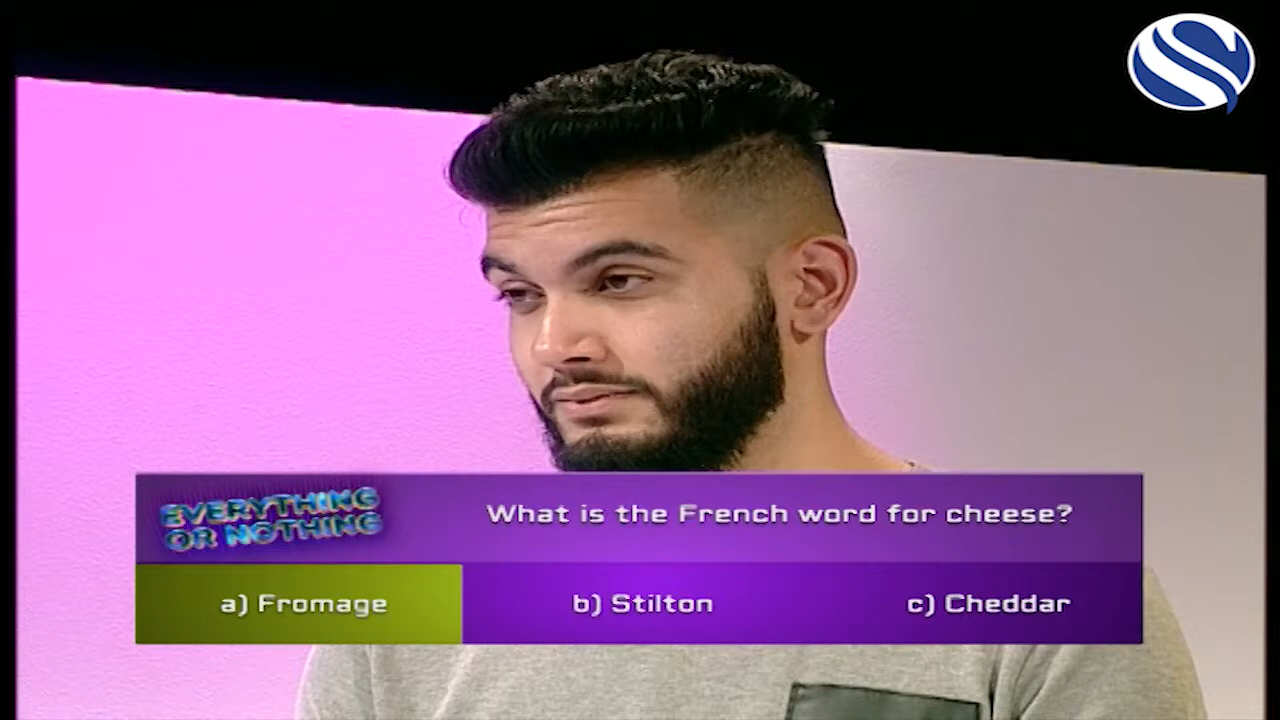 EVERYTHING
OR NOTHING
What is the French word for cheese?
a) Fromage
b) Stilton
c) Cheddar